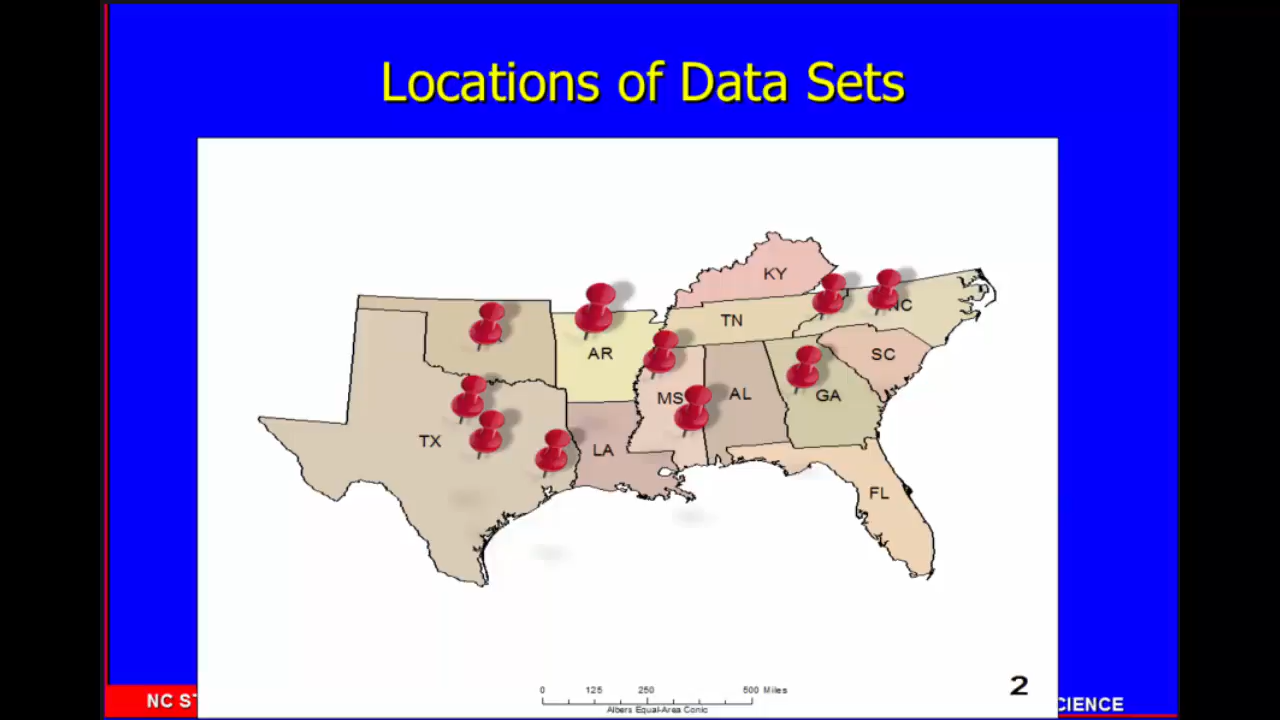 Locations of Data Sets
KY
NC
TN
AR
SC
MS
AL
GA
TX
LA
FL
0 125 250 500 Miles
Albers Equal-Area Conic
2
NC ST
CIENCE